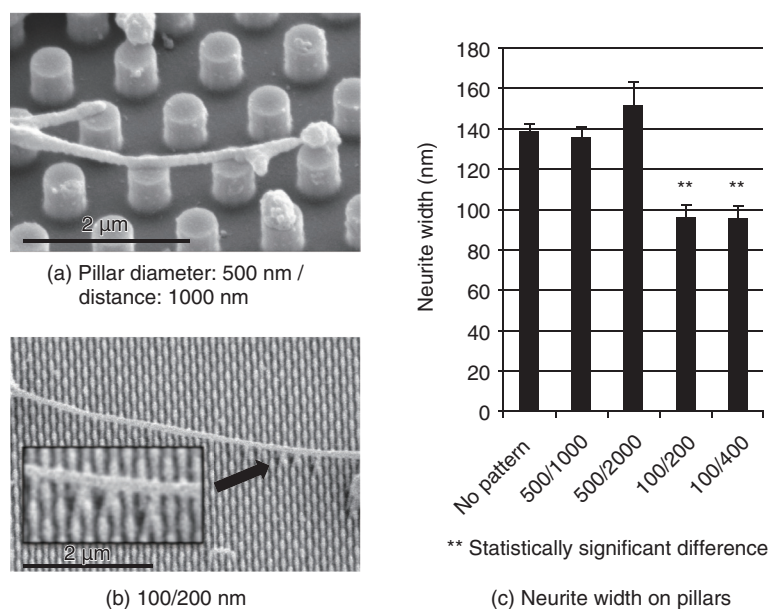 2 μm
(a) Pillar diameter: 500 nm /
distance: 1000 nm
2 μm
(b) 100/200 nm
Neurite width (nm)
180
160
140
120
100
80
60
40
20
0
**
**
No pattern
500/1000
500/2000
100/200
100/400
** Statistically significant difference
(c) Neurite width on pillars